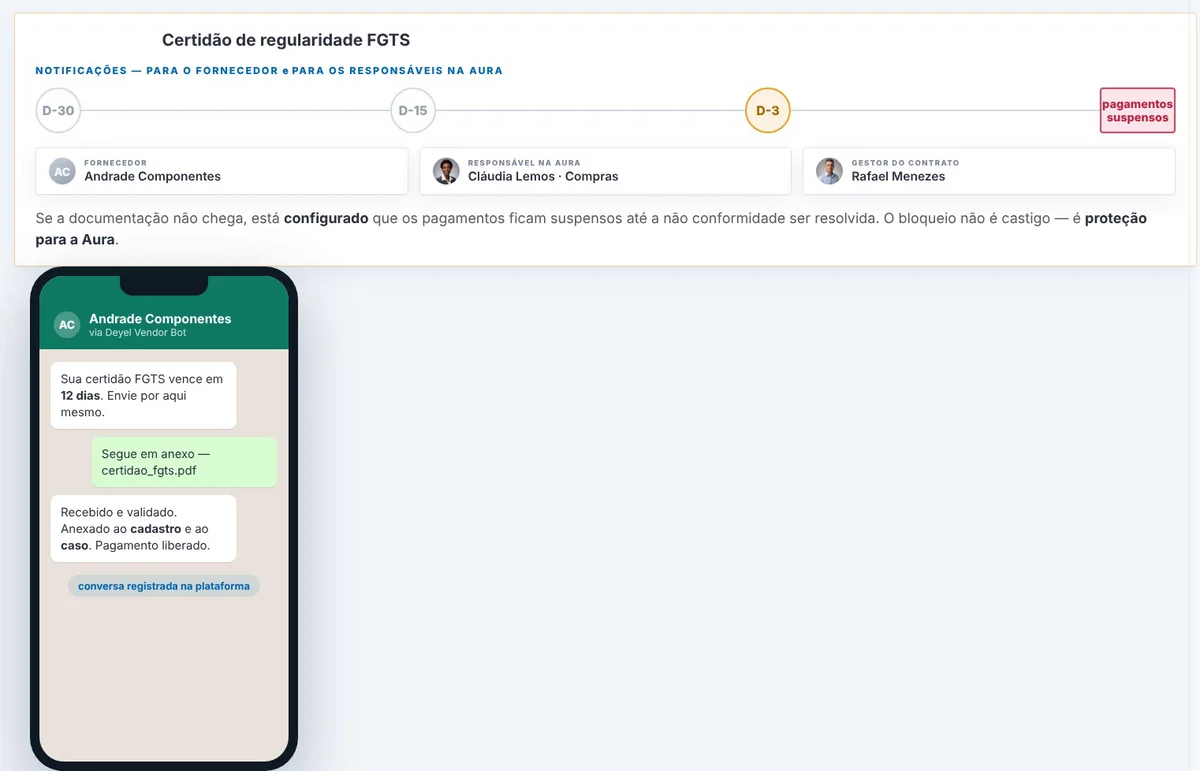 Certidão de regularidade FGTS
NOTIFICAÇÕES — PARA O FORNECEDOR e PARA OS RESPONSÁVEIS NA AURA
D-30
D-15
D-3
pagamentos
suspensos
AC
FORNECEDOR
Andrade Componentes
RESPONSÁVEL NA AURA
Cláudia Lemos · Compras
GESTOR DO CONTRATO
Rafael Menezes
Se a documentação não chega, está configurado que os pagamentos ficam suspensos até a não conformidade ser resolvida. O bloqueio não é castigo — é proteção
para a Aura.
AC
Andrade Componentes
via Deyel Vendor Bot
Sua certidão FGTS vence em
12 dias. Envie por aqui
mesmo.
Segue em anexo —
certidao_fgts.pdf
Recebido e validado.
Anexado ao cadastro e ao
caso. Pagamento liberado.
conversa registrada na plataforma